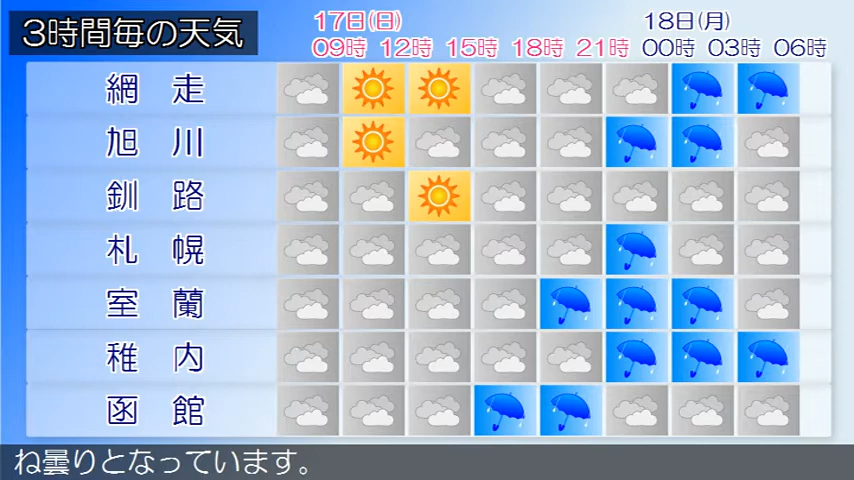 3時間毎の天気
17日(日) 18日(月)
09時 12時 15時 18時 21時 00時 03時 06時
網走
旭川
釧路
札幌
室蘭
稚内
函館
ね曇りとなっています。